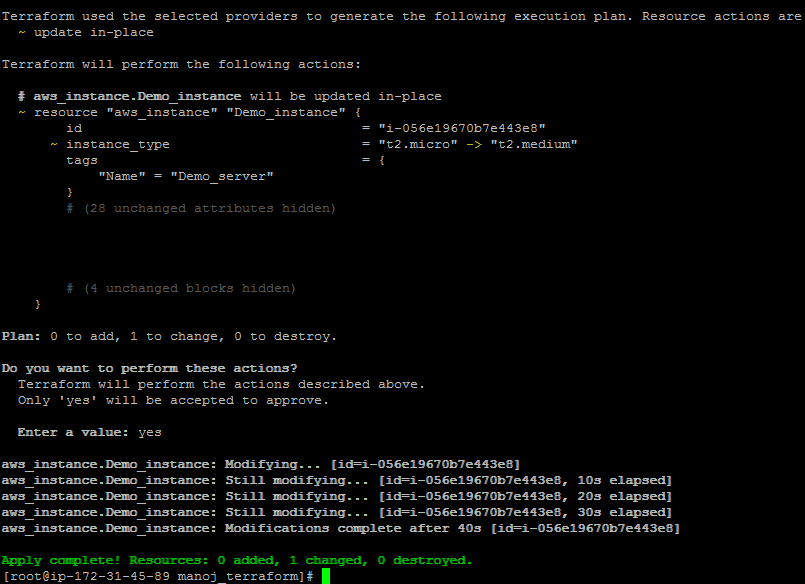 Terraform used the selected providers to generate the following execution plan. Resource actions are
  ~ update in-place
Terraform will perform the following actions:
  # aws_instance.Demo_instance will be updated in-place
  ~ resource "aws_instance" "Demo_instance" {
        id                                   = "i-056e19670b7e443e8"
      ~ instance_type                        = "t2.micro" -> "t2.medium"
        tags                                 = {
            "Name" = "Demo_server"
        }
        # (28 unchanged attributes hidden)
        # (4 unchanged blocks hidden)
    }
Plan: 0 to add, 1 to change, 0 to destroy.
Do you want to perform these actions?
  Terraform will perform the actions described above.
  Only 'yes' will be accepted to approve.
  Enter a value: yes
aws_instance.Demo_instance: Modifying... [id=i-056e19670b7e443e8]
aws_instance.Demo_instance: Still modifying... [id=i-056e19670b7e443e8, 10s elapsed]
aws_instance.Demo_instance: Still modifying... [id=i-056e19670b7e443e8, 20s elapsed]
aws_instance.Demo_instance: Still modifying... [id=i-056e19670b7e443e8, 30s elapsed]
aws_instance.Demo_instance: Modifications complete after 40s [id=i-056e19670b7e443e8]
Apply complete! Resources: 0 added, 1 changed, 0 destroyed.
[root@ip-172-31-45-89 manoj_terraform]#